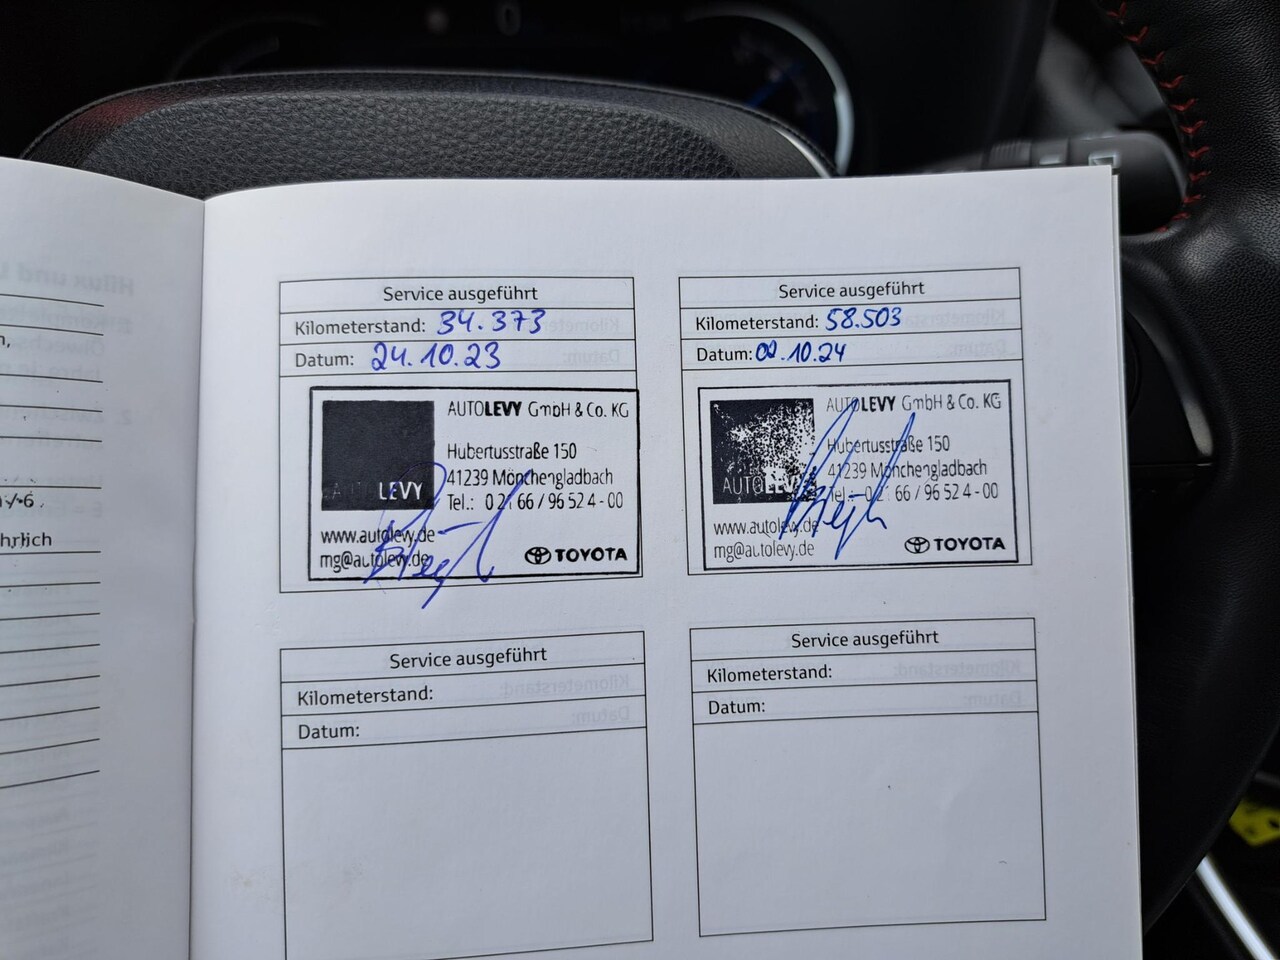 n,
hrlich
Service ausgeführt
Kilometerstand: 34.373
Datum: 24.10.23
AUTOLEVY GmbH & Co. KG
Hubertusstraße 150
41239 Mönchengladbach
Tel.: 0 21 66 / 96 52 4 - 00
AUTOLEVY
www.autolevy.de
mg@autolevy.de
TOYOTA
Service ausgeführt
Kilometerstand: 58.503
Datum: 02.10.24
AUTOLEVY GmbH & Co. KG
Hubertusstraße 150
41239 Mönchengladbach
Tel.: 0 21 66 / 96 52 4 - 00
AUTOLEVY
www.autolevy.de
mg@autolevy.de
TOYOTA
Service ausgeführt
Kilometerstand:
Datum:
Service ausgeführt
Kilometerstand:
Datum: